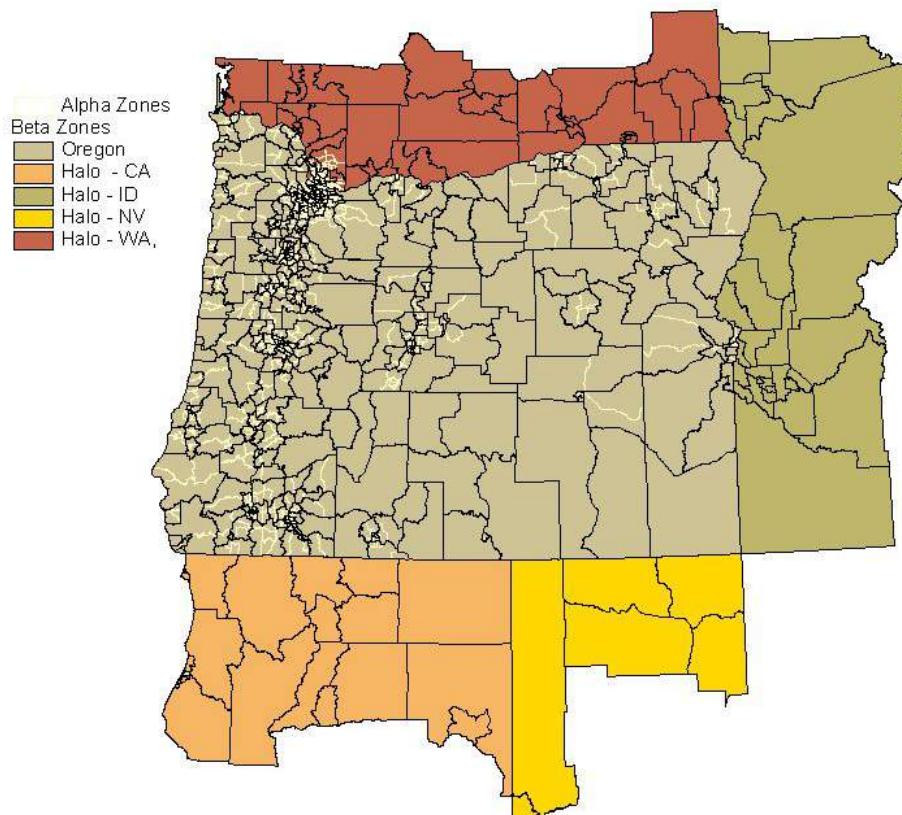 Alpha Zones
Beta Zones
Oregon
Halo - CA
Halo - ID
Halo - NV
Halo - WA,